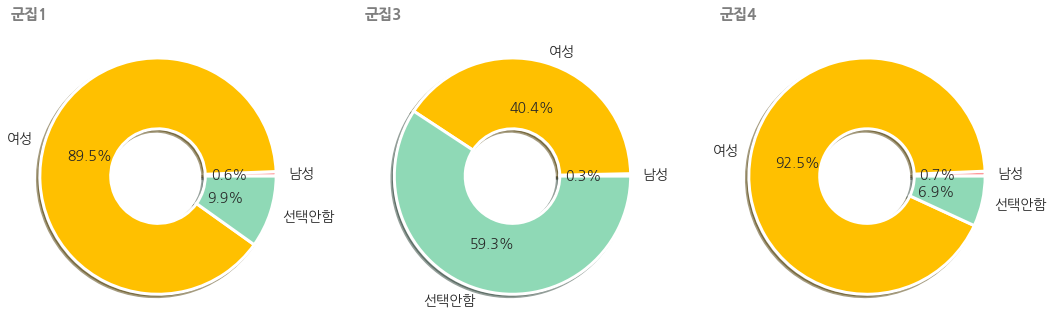 군집1
여성
89.5%
0.6%
남성
9.9%
선택안함
군집3
여성
40.4%
0.3%
남성
59.3%
선택안함
군집4
여성
92.5%
0.7%
남성
6.9%
선택안함